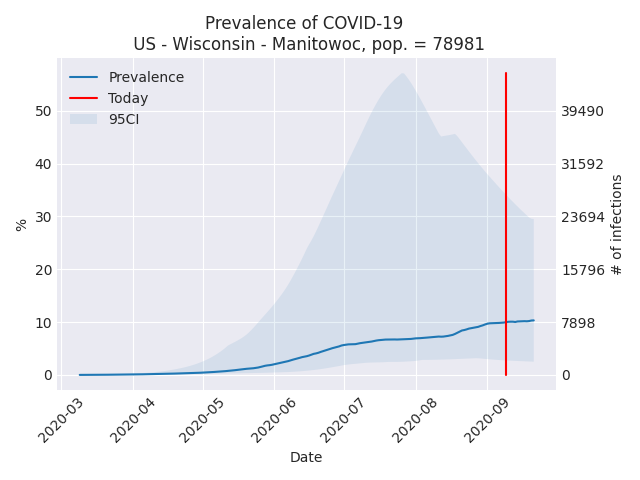 Prevalence of COVID-19
US - Wisconsin - Manitowoc, pop. = 78981
Prevalence
Today
95CI
50
40
30
20
10
0
%
39490
31592
23694
15796
7898
0
# of infections
2020-03
2020-04
2020-05
2020-06
2020-07
2020-08
2020-09
Date